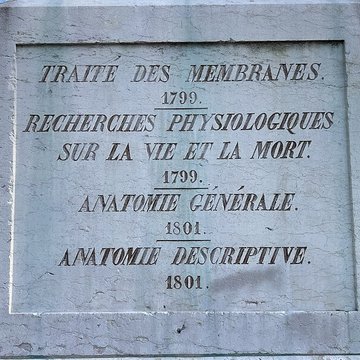 TRAITÉ DES MEMBRANES.
1799.
RECHERCHES PHYSIOLOGIQUES
SUR LA VIE ET LA MORT.
1799.
ANATOMIE GÉNÉRALE.
1801.
ANATOMIE DESCRIPTIVE.
1801.